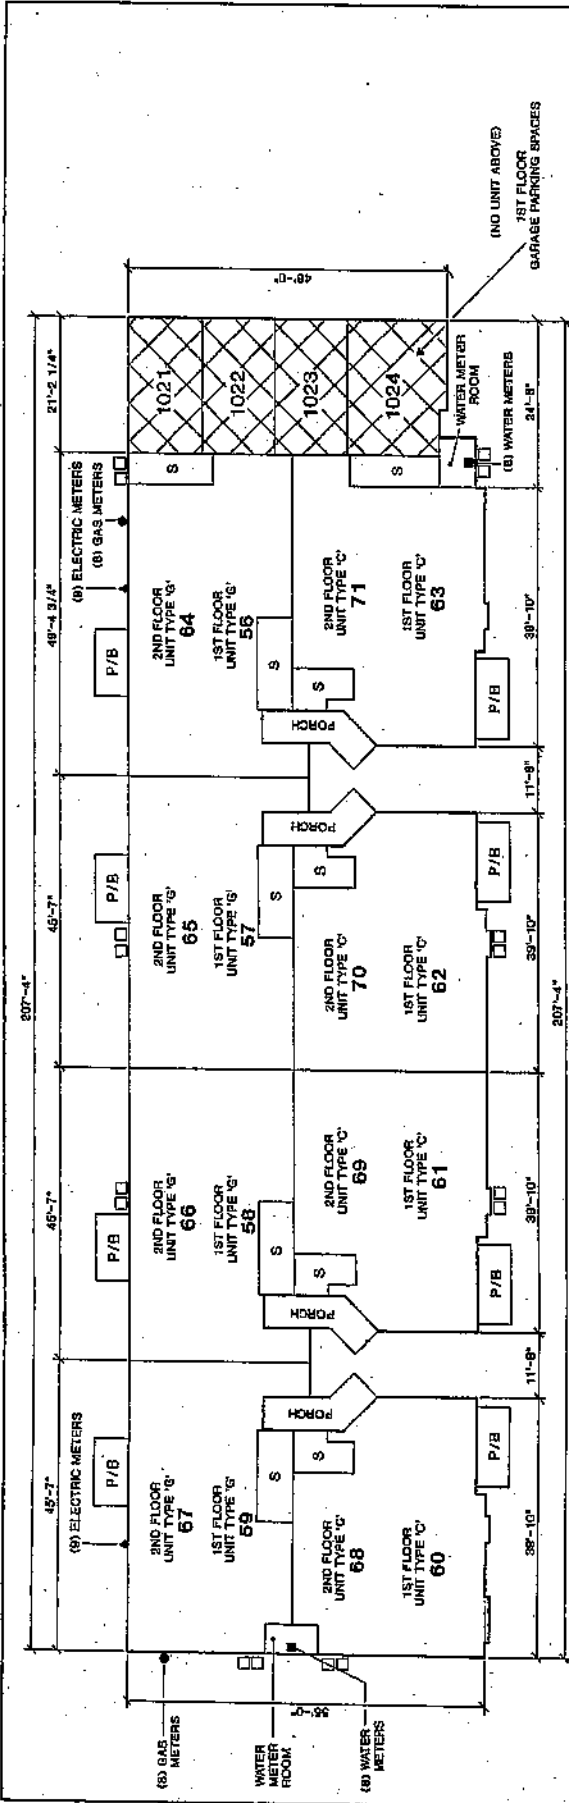 207'-4"
45'-7"
45'-7"
45'-7"
49'-4 3/4"
21'-2 1/4"
(9) ELECTRIC METERS
(9) ELECTRIC METERS
(8) GAS METERS
P/B
P/B
P/B
P/B
(8) GAS
METERS
2ND FLOOR
UNIT TYPE 'G'
67
1ST FLOOR
UNIT TYPE 'G'
59
2ND FLOOR
UNIT TYPE 'G'
66
1ST FLOOR
UNIT TYPE 'G'
58
2ND FLOOR
UNIT TYPE 'G'
65
1ST FLOOR
UNIT TYPE 'G'
57
2ND FLOOR
UNIT TYPE 'G'
64
1ST FLOOR
UNIT TYPE 'G'
56
S
1021
1022
1023
1024
48'-0"
S
S
S
S
PORCH
PORCH
PORCH
PORCH
S
S
S
S
S
WATER
METER
ROOM
(8) WATER
METERS
55'-0"
2ND FLOOR
UNIT TYPE 'C'
68
1ST FLOOR
UNIT TYPE 'C'
60
2ND FLOOR
UNIT TYPE 'C'
69
1ST FLOOR
UNIT TYPE 'C'
61
2ND FLOOR
UNIT TYPE 'C'
70
1ST FLOOR
UNIT TYPE 'C'
62
2ND FLOOR
UNIT TYPE 'C'
71
1ST FLOOR
63
WATER METER
ROOM
(8) WATER METERS
(NO UNIT ABOVE)
1ST FLOOR
GARAGE PARKING SPACES
P/B
P/B
P/B
P/B
39'-10"
11'-8"
39'-10"
39'-10"
11'-8"
39'-10"
207'-4"